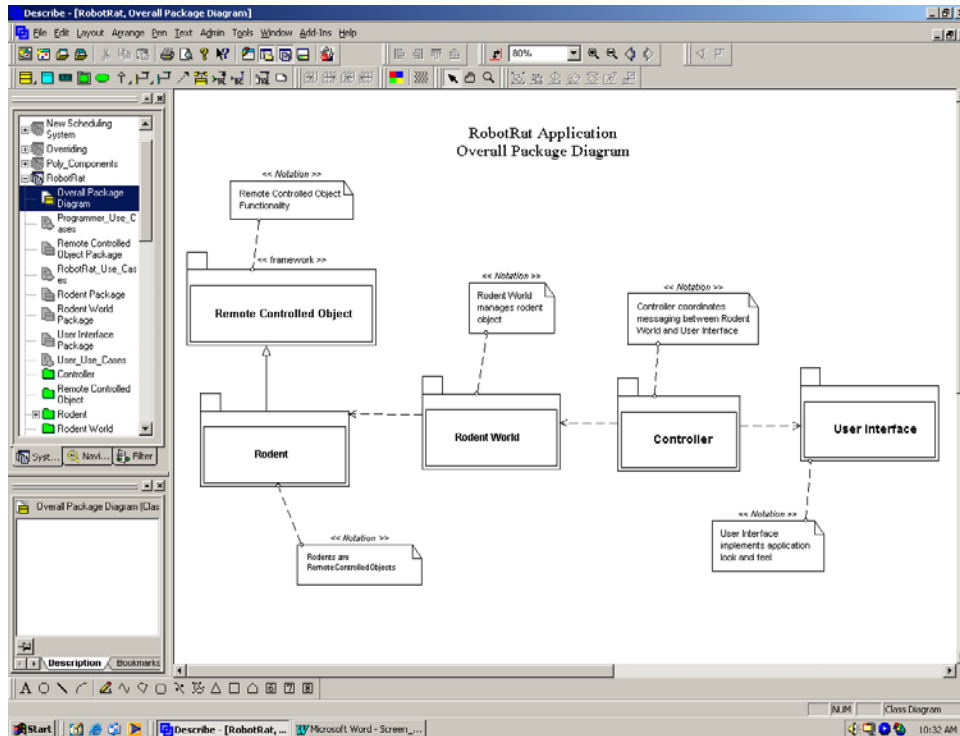 Describe - [RobotRat, Overall Package Diagram]
File Edit Layout Arrange Pen Text Admin Tools Window Add-Ins Help
80%
New Scheduling
System
Overriding
Poly_Components
RobotRat
Overall Package
Diagram
Programmer_Use_C
ases
Remote Controlled
Object Package
RobotRat_Use_Cas
es
Rodent Package
Rodent World
Package
User Interface
Package
User_Use_Cases
Controller
Remote Controlled
Object
Rodent
Rodent World
Syst... Navi... Filter
Overall Package Diagram (Clas
Description Bookmarks
RobotRat Application
Overall Package Diagram
<< Notation >>
Remote Controlled Object
Functionality
<< framework >>
Remote Controlled Object
<< Notation >>
Rodent World
manages rodent
object
<< Notation >>
Controller coordinates
messaging between Rodent
World and User Interface
Rodent
Rodent World
Controller
User Interface
<< Notation >>
Rodents are
RemoteControlledObjects
<< Notation >>
User Interface
implements application
look and feel
A 6 7 8
NUM Class Diagram
Start Describe - [RobotRat, ... Microsoft Word - Screen_... 10:32 AM